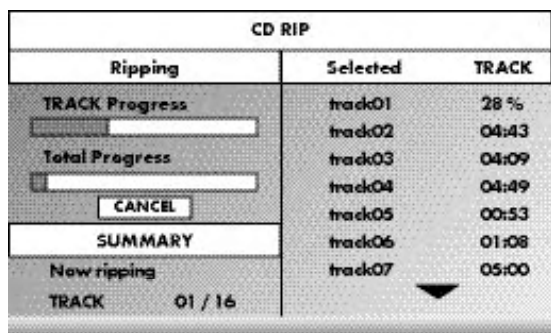 CD RIP
Ripping
Selected TRACK
TRACK Progress
Total Progress
CANCEL
SUMMARY
Now ripping
TRACK 01 / 16
track01 28 %
track02 04:43
track03 04:09
track04 04:49
track05 00:53
track06 01:08
track07 05:00